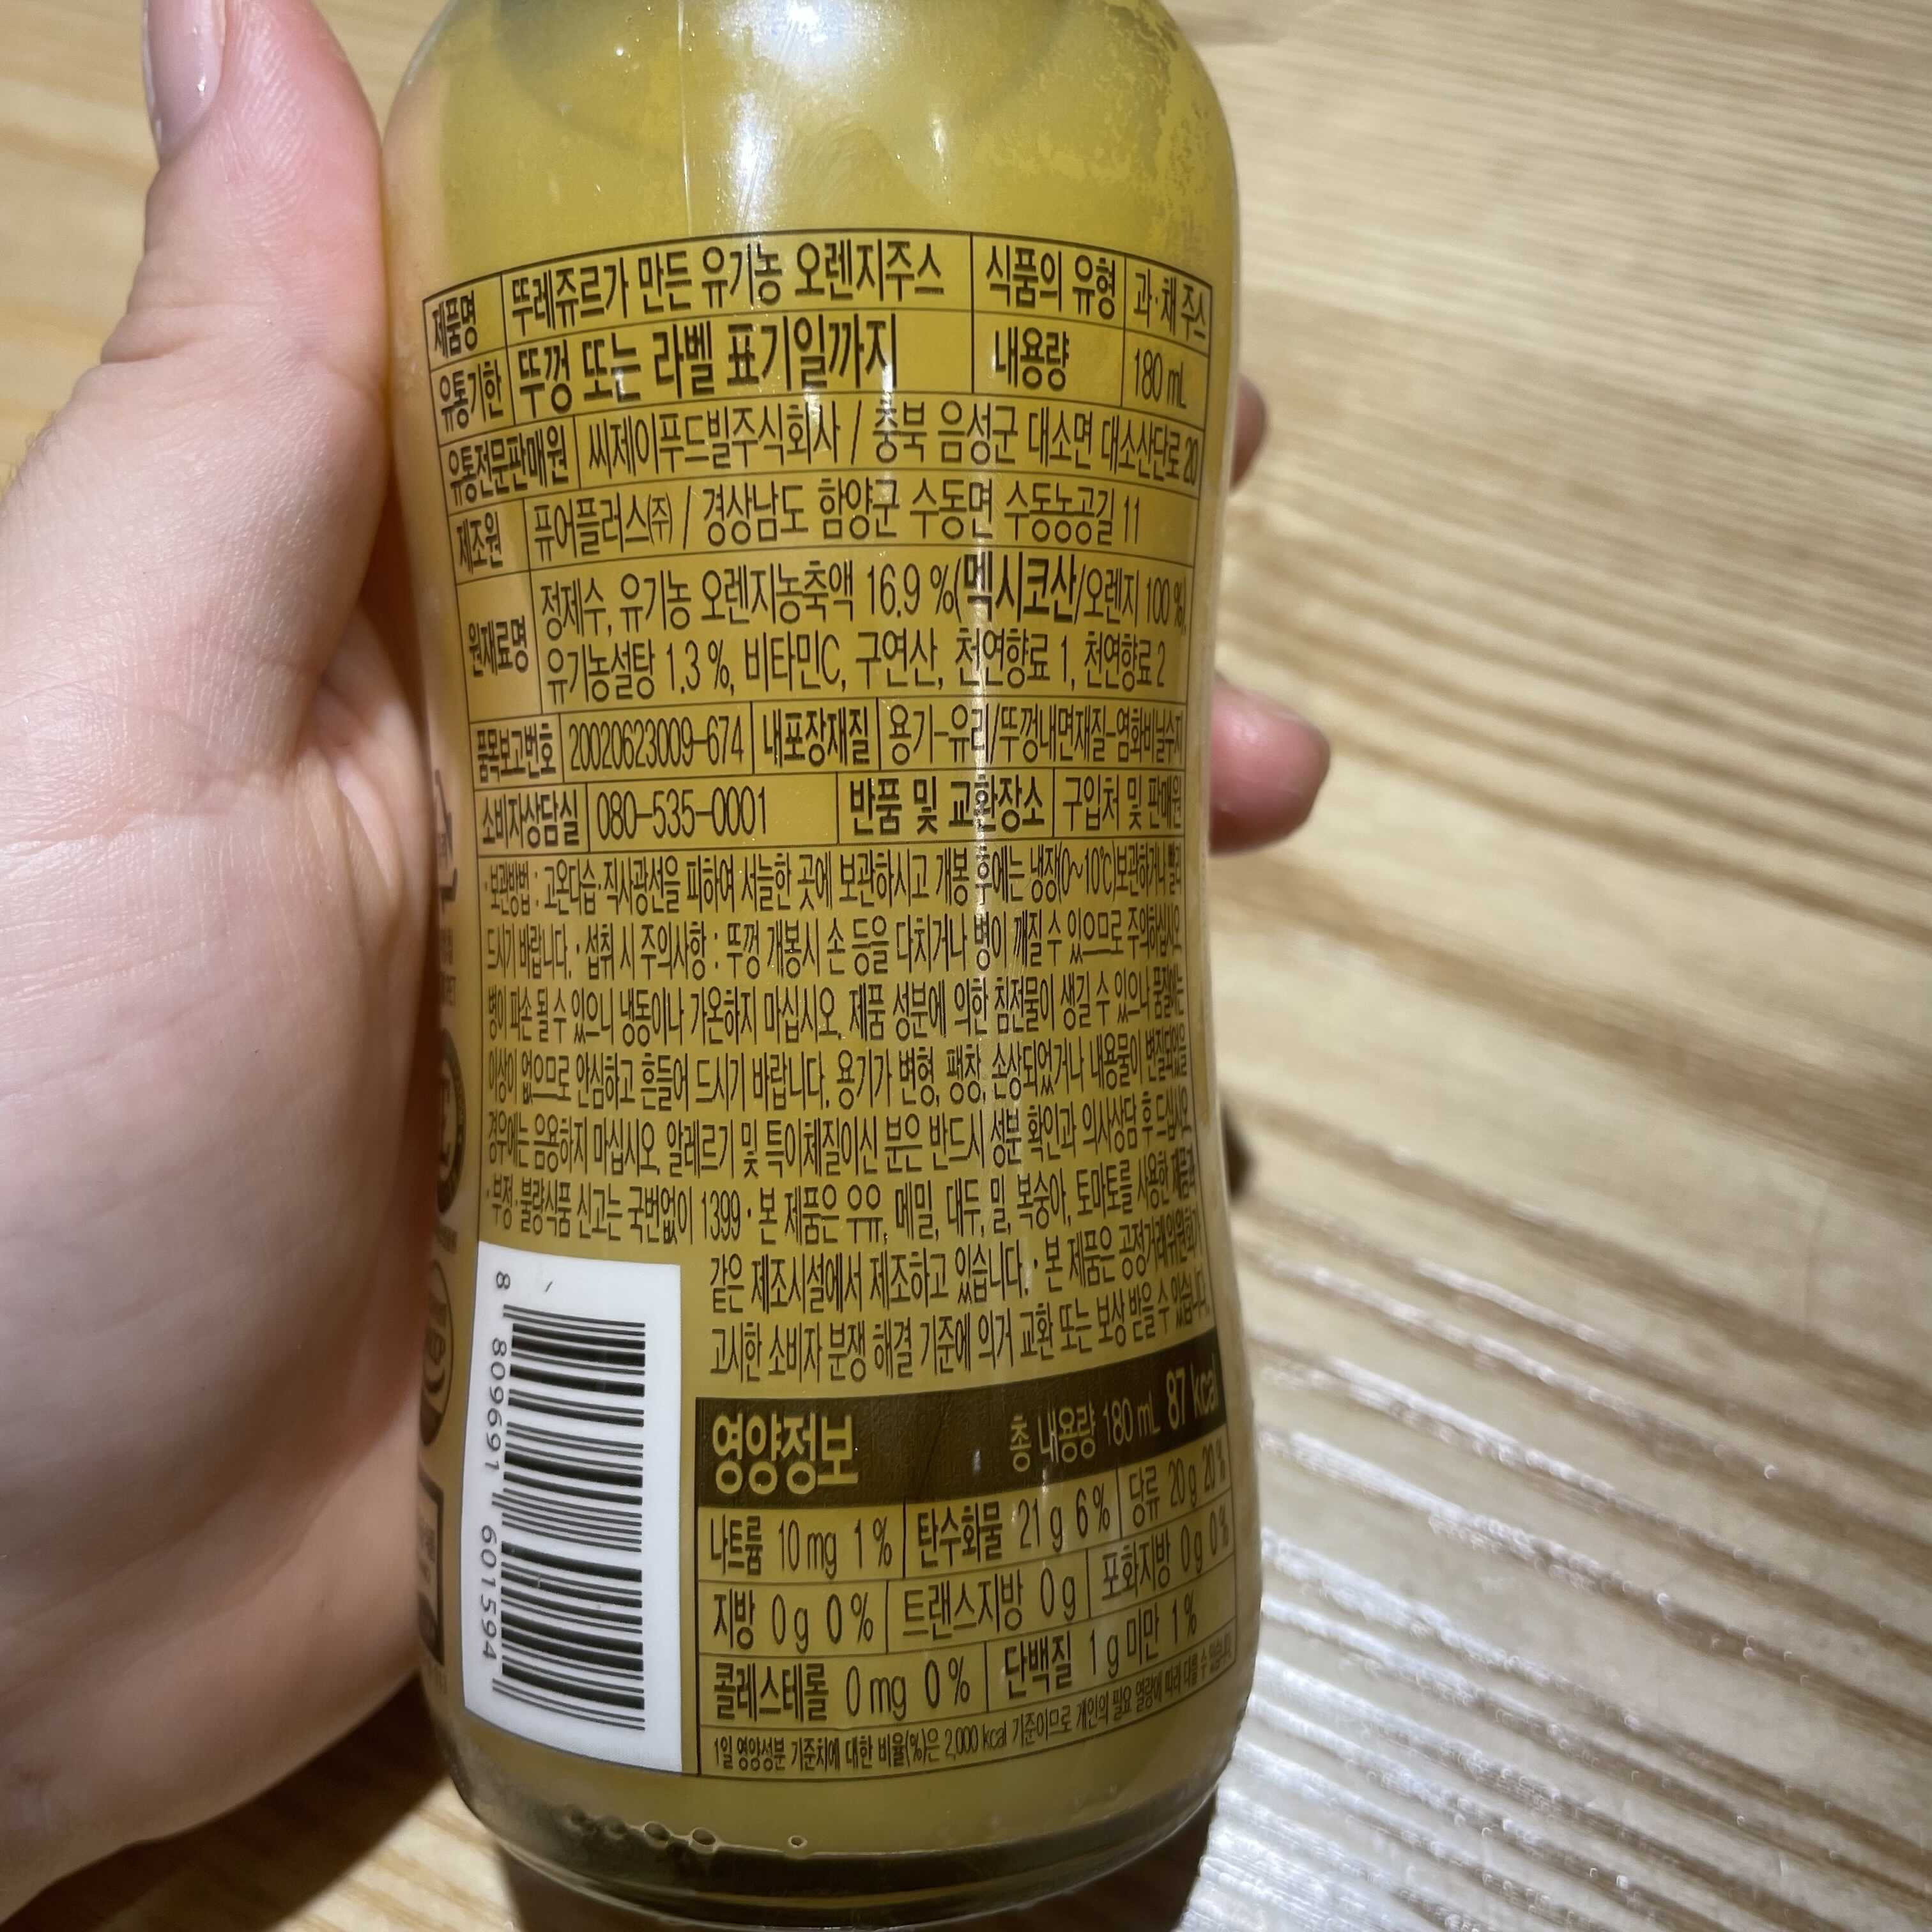 제품명 뚜레쥬르가 만든 유기농 오렌지주스 식품의 유형 과·채주스
유통기한 뚜껑 또는 라벨 표기일까지 내용량 180 mL
유통전문판매원 씨제이푸드빌주식회사 / 충북 음성군 대소면 대소산단로 20
제조원 퓨어플러스(주) / 경상남도 함양군 수동면 수동농공길 11
원재료명 정제수, 유기농 오렌지농축액 16.9 %(멕시코산/오렌지 100 %),
유기농설탕 1.3 %, 비타민C, 구연산, 천연향료 1, 천연향료 2
품목보고번호 20020623009-674 내포장재질 용기-유리/뚜껑내면재질-염화비닐수지
소비자상담실 080-535-0001 반품 및 교환장소 구입처 및 판매원
·보관방법 : 고온다습·직사광선을 피하여 서늘한 곳에 보관하시고 개봉 후에는 냉장(0~10℃)보관하거나 빨리
드시기 바랍니다. · 섭취 시 주의사항 : 뚜껑 개봉시 손 등을 다치거나 병이 깨질 수 있으므로 주의하십시오.
병이 파손 될 수 있으니 냉동이나 가온하지 마십시오. 제품 성분에 의한 침전물이 생길 수 있으나 품질에는
이상이 없으므로 안심하고 흔들어 드시기 바랍니다. 용기가 변형, 팽창, 손상되었거나 내용물이 변질되었을
경우에는 음용하지 마십시오. 알레르기 및 특이체질이신 분은 반드시 성분 확인과 의사상담 후 드십시오.
·부정·불량식품 신고는 국번없이 1399 · 본 제품은 우유, 메밀, 대두, 밀, 복숭아, 토마토를 사용한 제품과
같은 제조시설에서 제조하고 있습니다. · 본 제품은 공정거래위원회가
고시한 소비자 분쟁 해결 기준에 의거 교환 또는 보상 받을 수 있습니다.
8 809691 601594
영양정보 총 내용량 180 mL 87 kcal
나트륨 10 mg 1 % 탄수화물 21 g 6 % 당류 20 g 20 %
지방 0 g 0 % 트랜스지방 0 g 포화지방 0 g 0 %
콜레스테롤 0 mg 0 % 단백질 1 g 미만 1 %
1일 영양성분 기준치에 대한 비율(%)은 2,000 kcal 기준이므로 개인의 필요 열량에 따라 다를 수 있습니다.